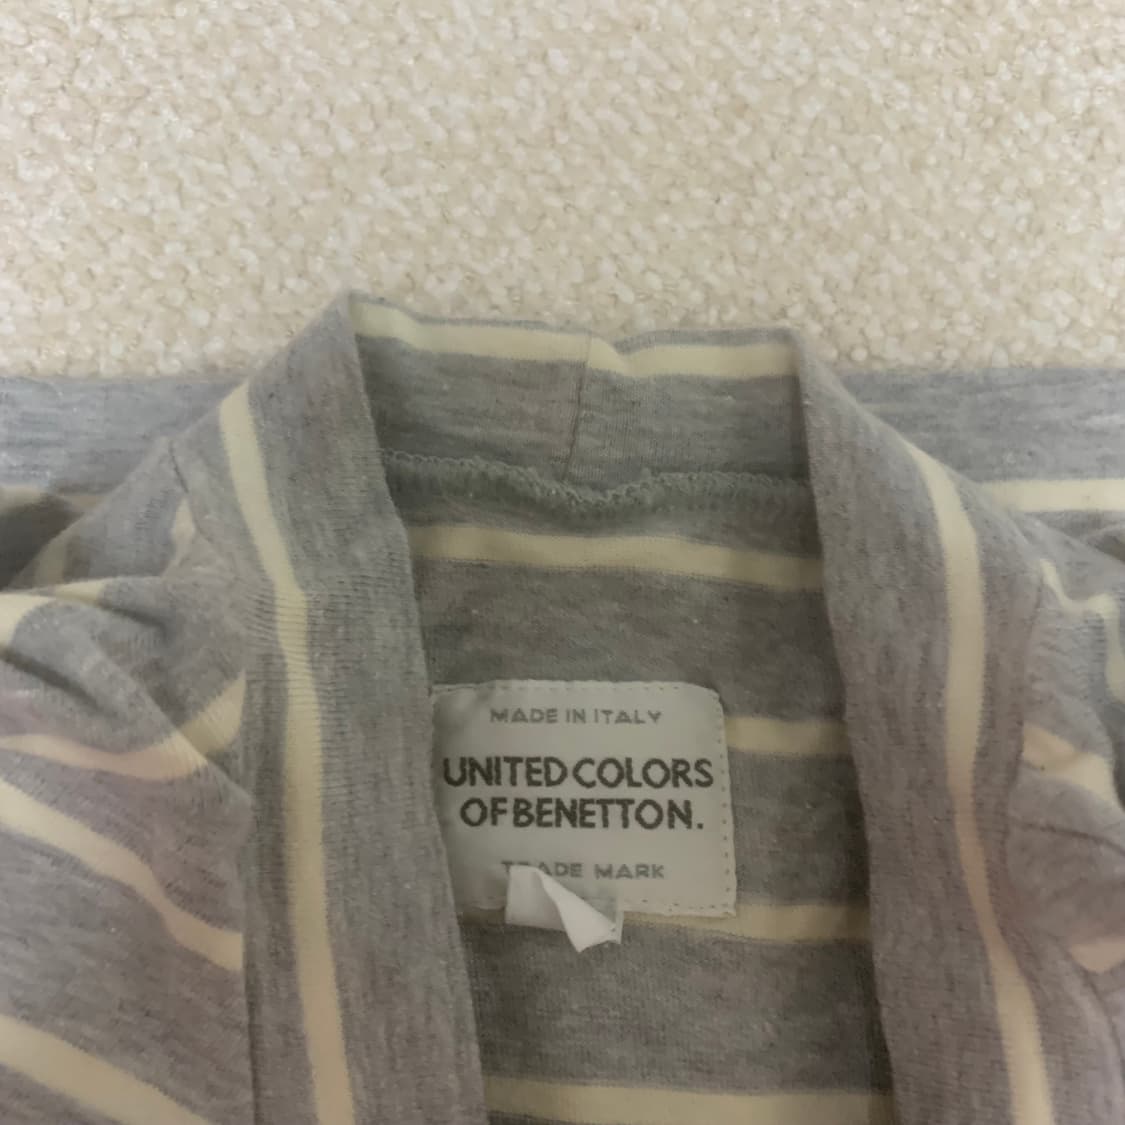 MADE IN ITALY
UNITED COLORS
OF BENETTON.
TRADE MARK